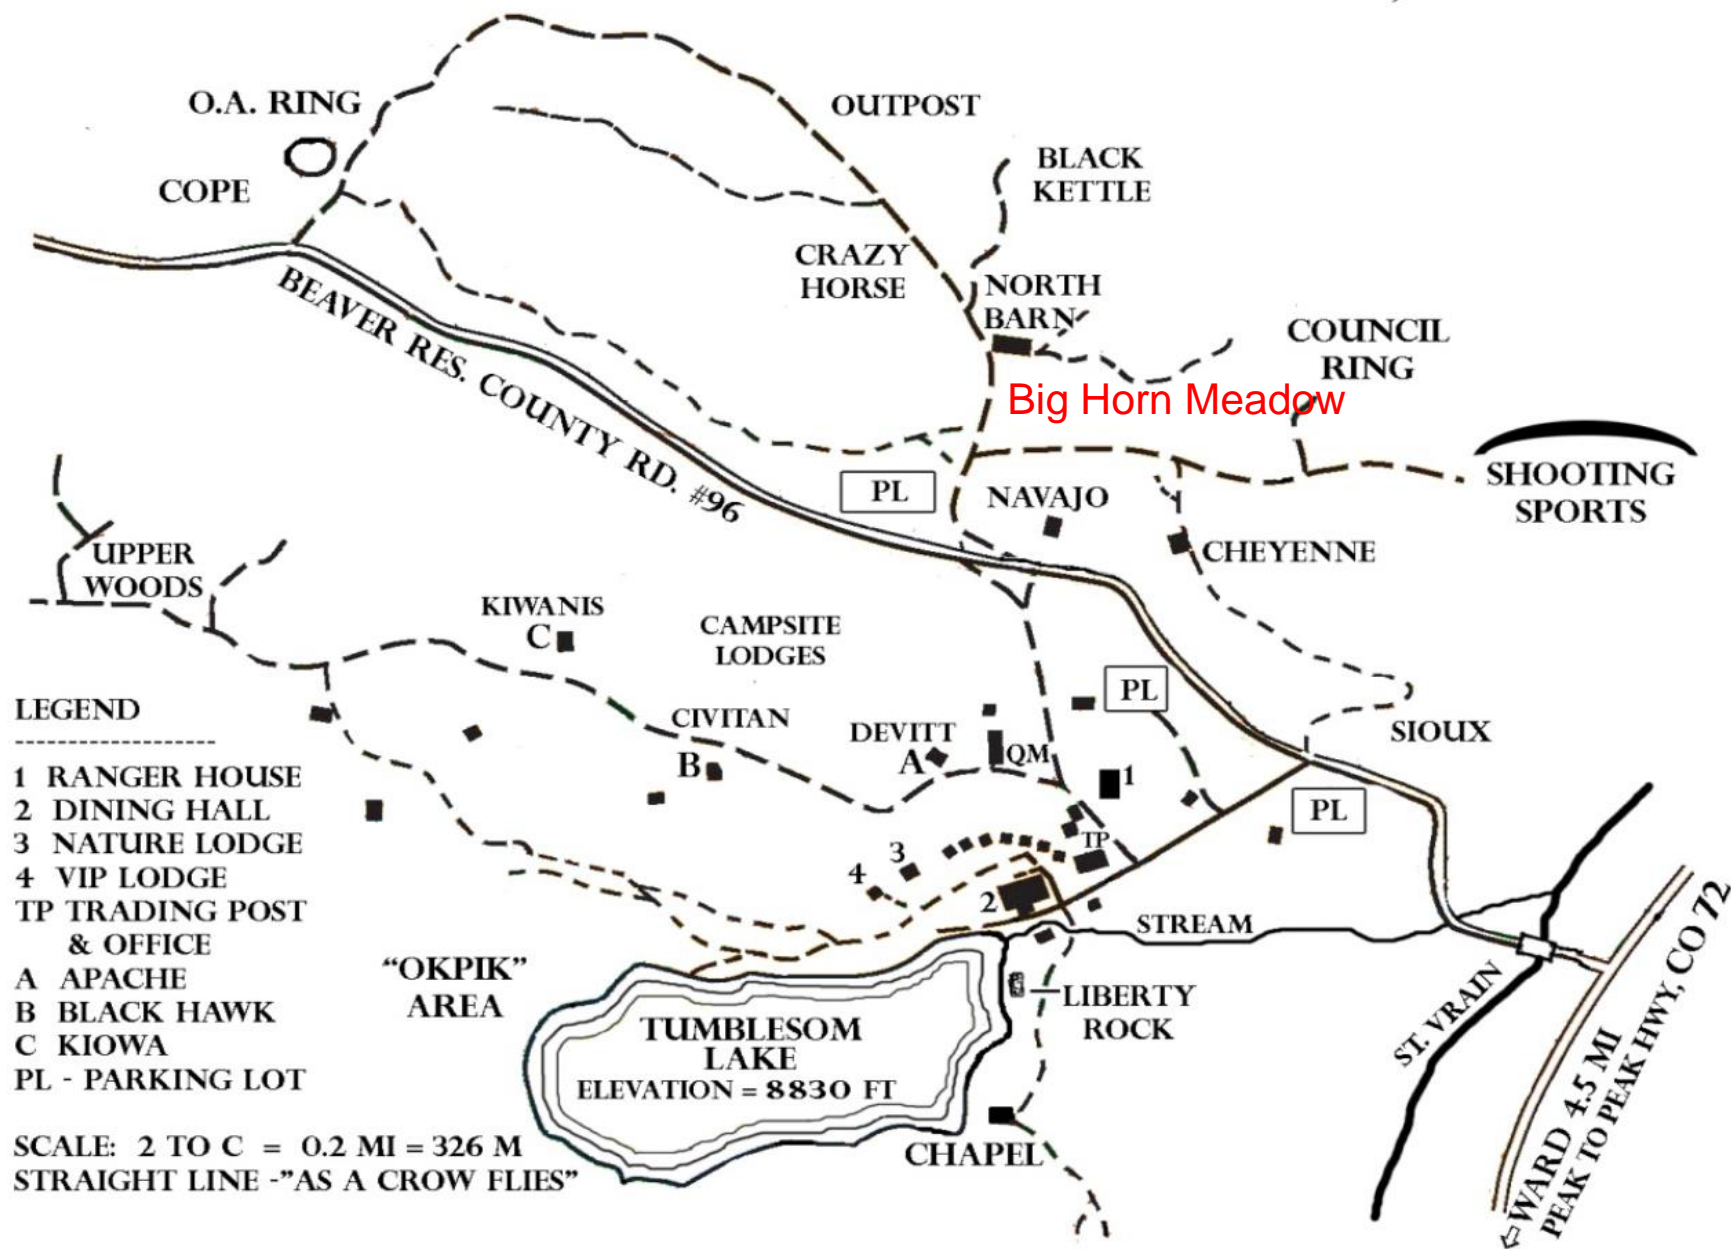 OUTPOST
O.A. RING
COPE
BLACK
KETTLE
CRAZY
HORSE
NORTH
BARN
COUNCIL
RING
Big Horn Meadow
BEAVER RES. COUNTY RD. #96
PL
NAVAJO
SHOOTING
SPORTS
CHEYENNE
UPPER
WOODS
KIWANIS
C
CAMPSITE
LODGES
PL
CIVITAN
B
DEVITT
A
QM
SIOUX
1
PL
TP
3
4
2
STREAM
"OKPIK"
AREA
LIBERTY
ROCK
TUMBLESOM
LAKE
ELEVATION = 8830 FT
CHAPEL
ST. VRAIN
WARD 4.5 MI
PEAK TO PEAK HWY, CO 72
LEGEND
-------------------
1 RANGER HOUSE
2 DINING HALL
3 NATURE LODGE
4 VIP LODGE
TP TRADING POST
& OFFICE
A APACHE
B BLACK HAWK
C KIOWA
PL - PARKING LOT
SCALE: 2 TO C = 0.2 MI = 326 M
STRAIGHT LINE -"AS A CROW FLIES"